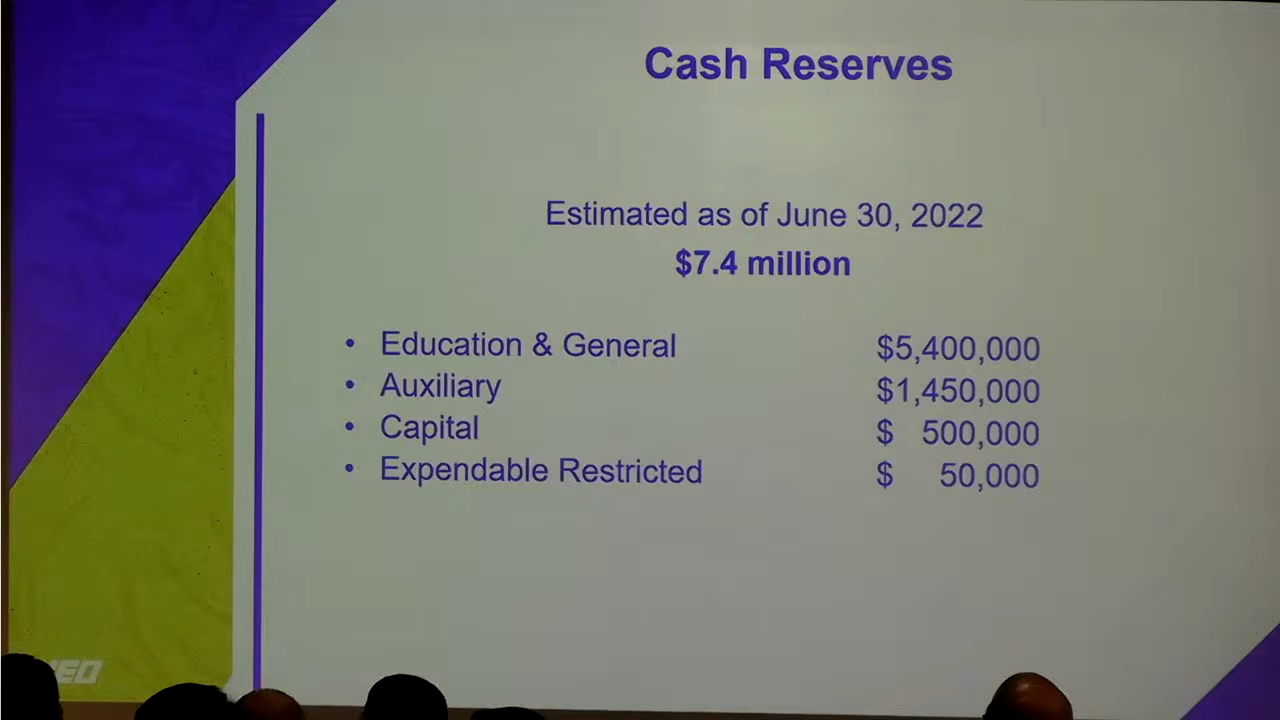 Cash Reserves
Estimated as of June 30, 2022
$7.4 million
• Education & General $5,400,000
• Auxiliary $1,450,000
• Capital $ 500,000
• Expendable Restricted $ 50,000